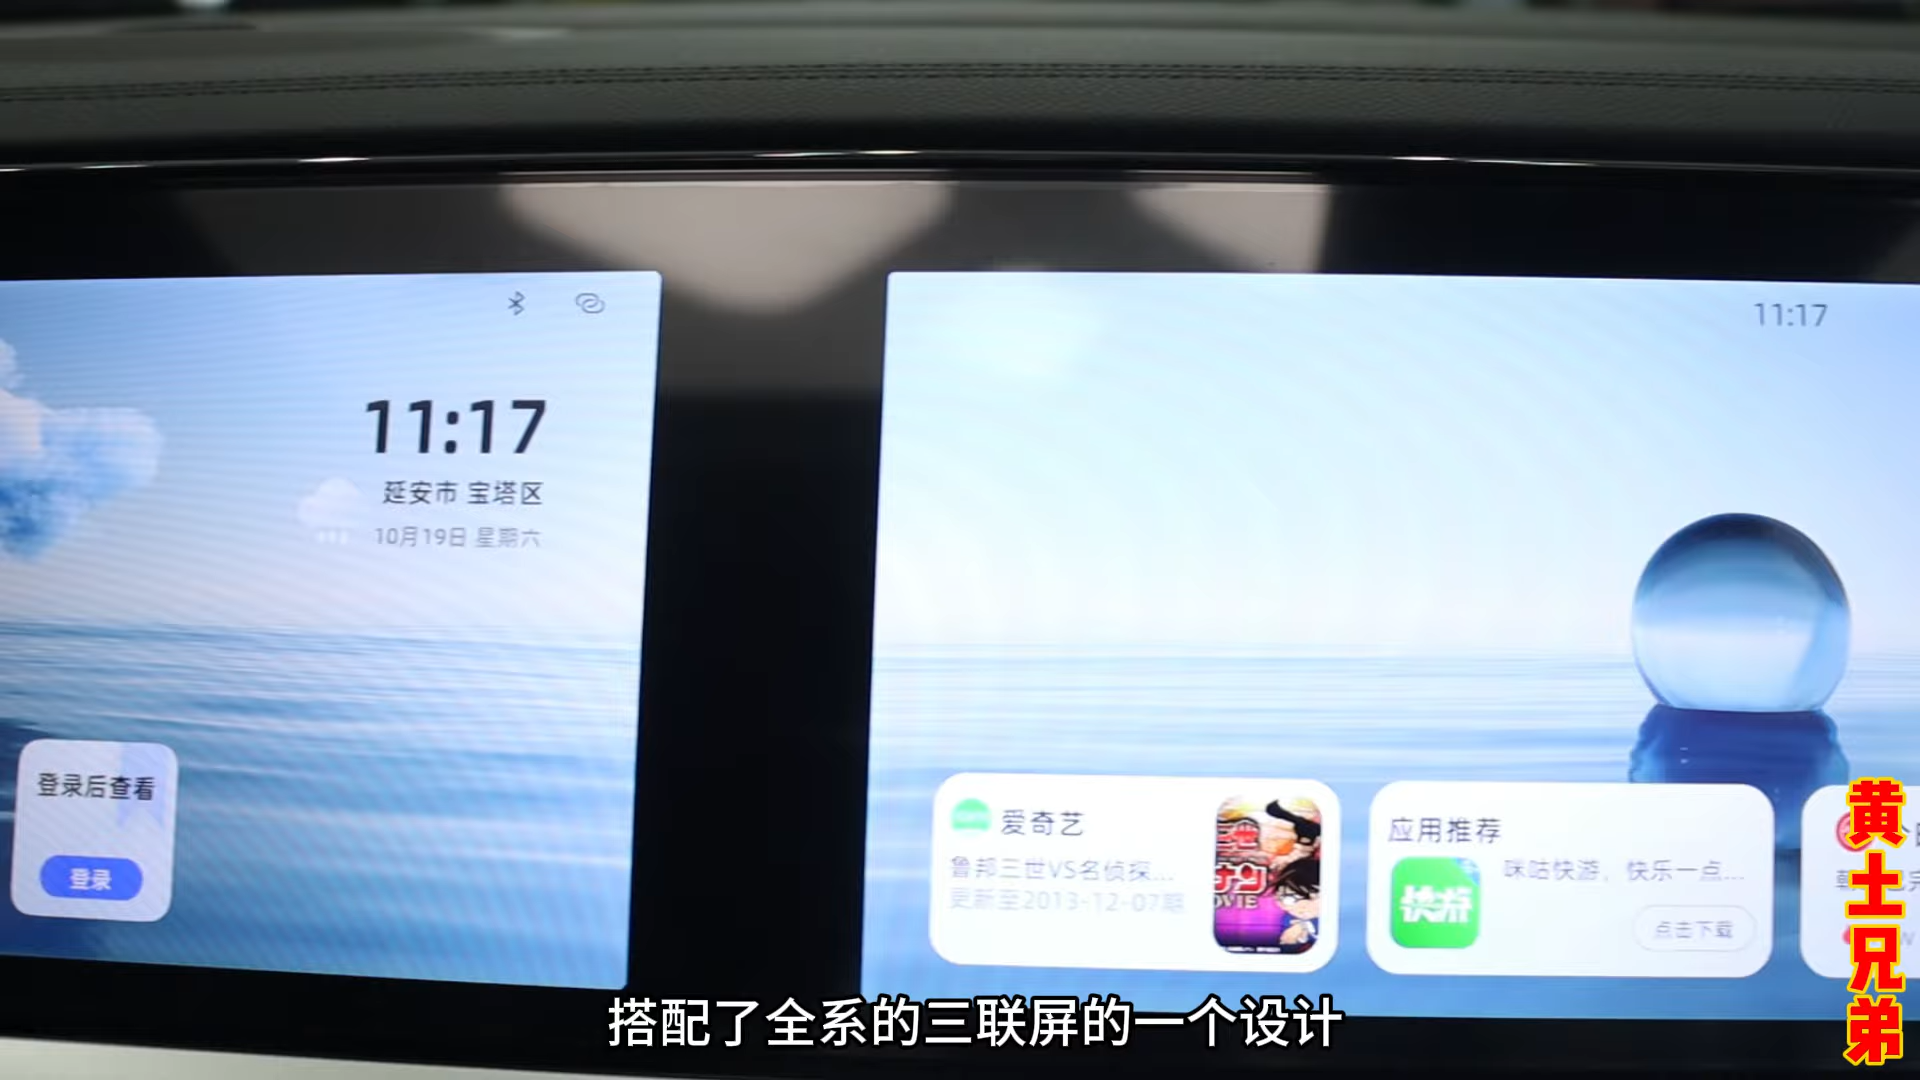 11:17
11:17
延安市 宝塔区
10月19日 星期六
登录后查看
登录
爱奇艺
鲁邦三世VS名侦探...
更新至2013-12-07期
应用推荐
快游
咪咕快游，快乐一点...
点击下载
搭配了全系的三联屏的一个设计
黄土兄弟